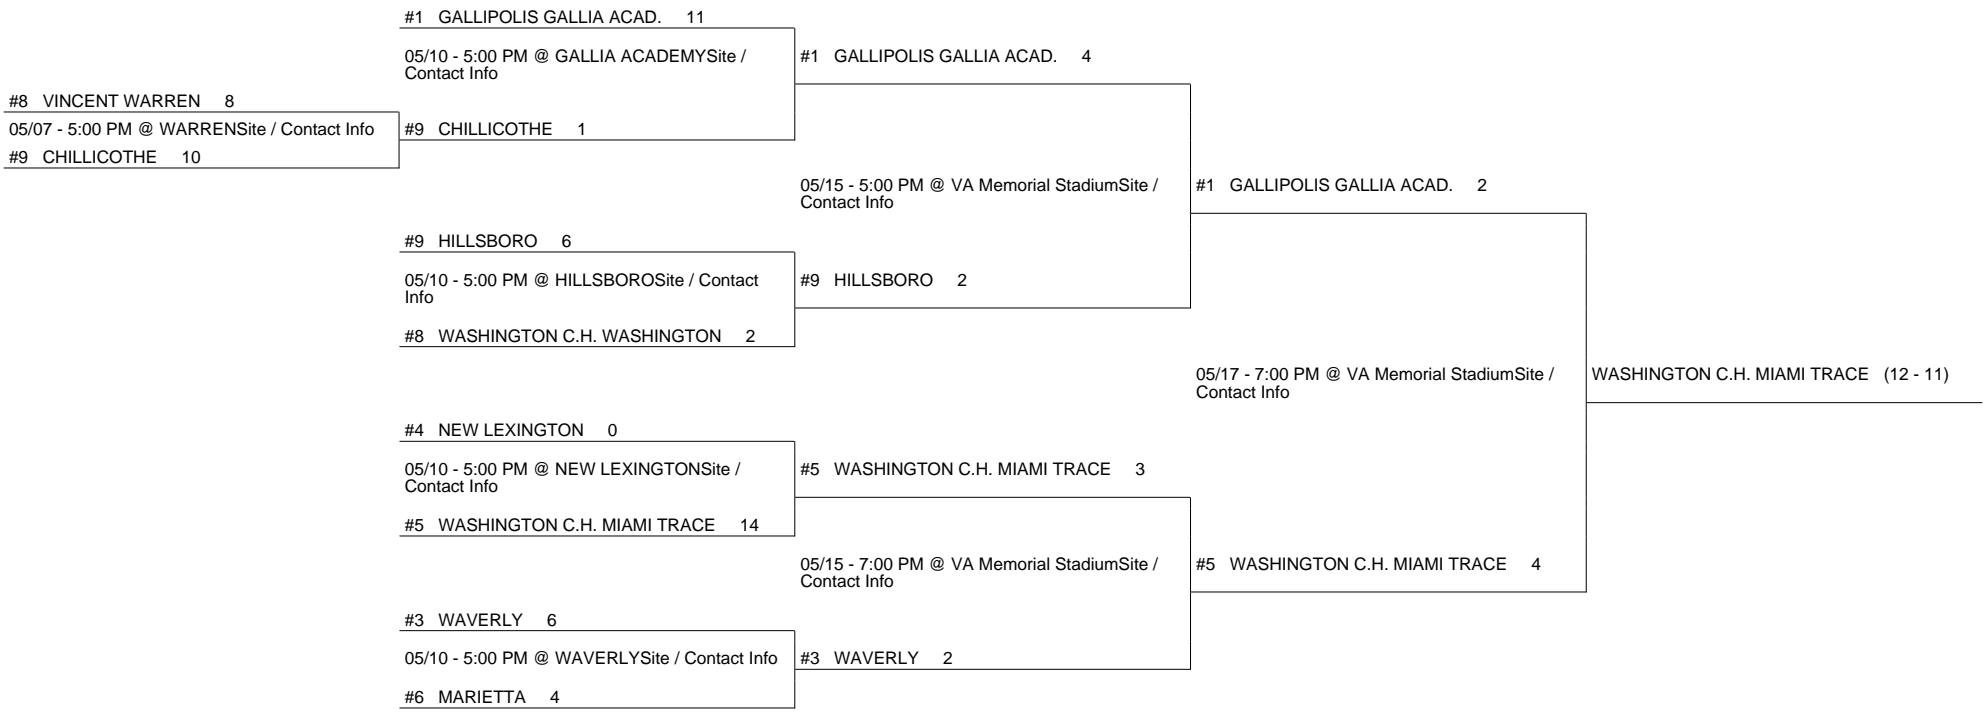 #8 VINCENT WARREN 8
05/07 - 5:00 PM @ WARRENSite / Contact Info
#9 CHILLICOTHE 10
#1 GALLIPOLIS GALLIA ACAD. 11
05/10 - 5:00 PM @ GALLIA ACADEMYSite /
Contact Info
#9 CHILLICOTHE 1
#9 HILLSBORO 6
05/10 - 5:00 PM @ HILLSBOROSite / Contact
Info
#8 WASHINGTON C.H. WASHINGTON 2
#4 NEW LEXINGTON 0
05/10 - 5:00 PM @ NEW LEXINGTONSite /
Contact Info
#5 WASHINGTON C.H. MIAMI TRACE 14
#3 WAVERLY 6
05/10 - 5:00 PM @ WAVERLYSite / Contact Info
#6 MARIETTA 4
#1 GALLIPOLIS GALLIA ACAD. 4
05/15 - 5:00 PM @ VA Memorial StadiumSite /
Contact Info
#9 HILLSBORO 2
#5 WASHINGTON C.H. MIAMI TRACE 3
05/15 - 7:00 PM @ VA Memorial StadiumSite /
Contact Info
#3 WAVERLY 2
#1 GALLIPOLIS GALLIA ACAD. 2
05/17 - 7:00 PM @ VA Memorial StadiumSite /
Contact Info
#5 WASHINGTON C.H. MIAMI TRACE 4
WASHINGTON C.H. MIAMI TRACE (12 - 11)